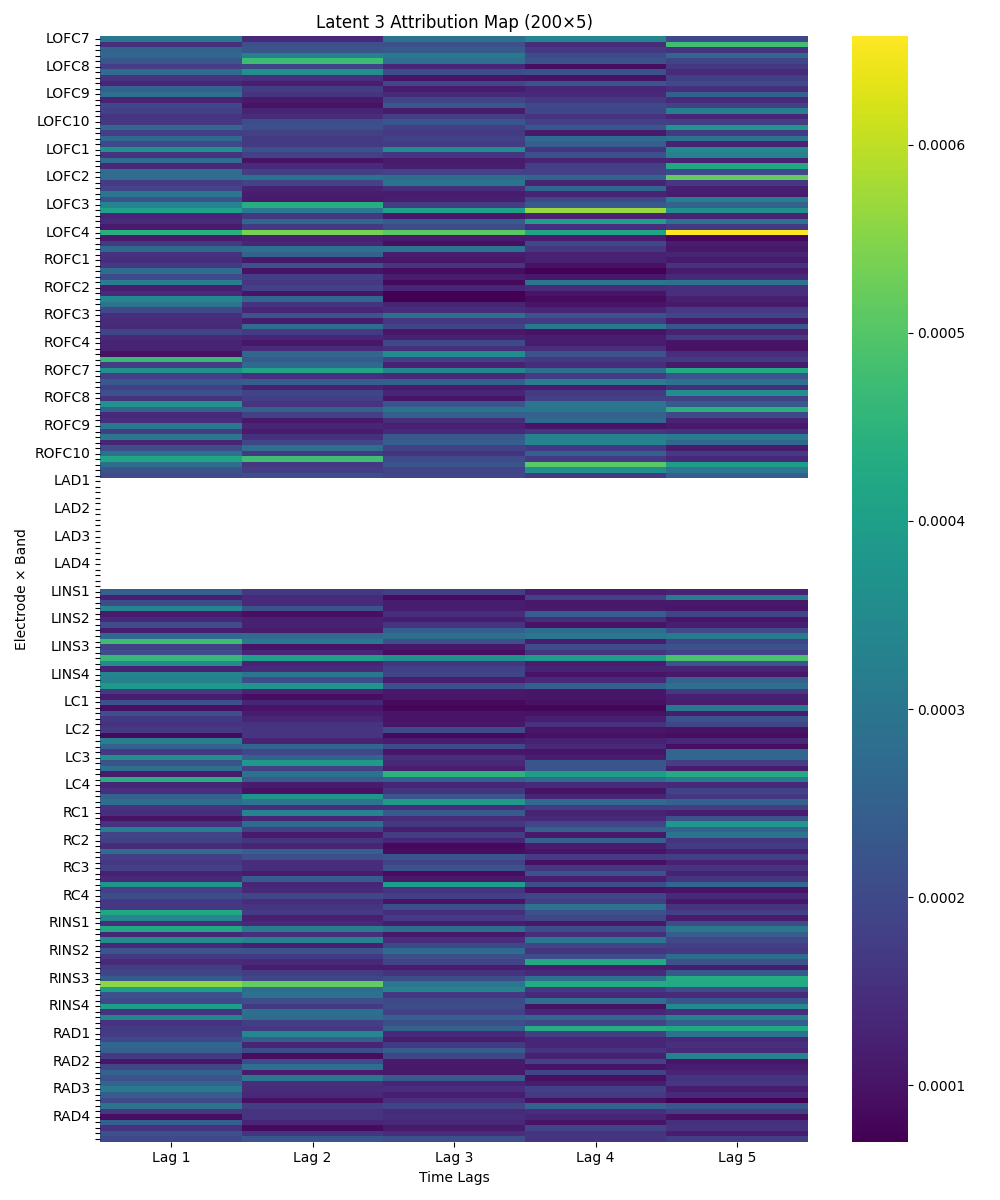 Latent 3 Attribution Map (200×5)
LOFC7
LOFC8
LOFC9
LOFC10
LOFC1
LOFC2
LOFC3
LOFC4
ROFC1
ROFC2
ROFC3
ROFC4
ROFC7
ROFC8
ROFC9
ROFC10
LAD1
LAD2
LAD3
LAD4
LINS1
LINS2
LINS3
LINS4
LC1
LC2
LC3
LC4
RC1
RC2
RC3
RC4
RINS1
RINS2
RINS3
RINS4
RAD1
RAD2
RAD3
RAD4
Electrode × Band
Lag 1 Lag 2 Lag 3 Lag 4 Lag 5
Time Lags
0.0006
0.0005
0.0004
0.0003
0.0002
0.0001